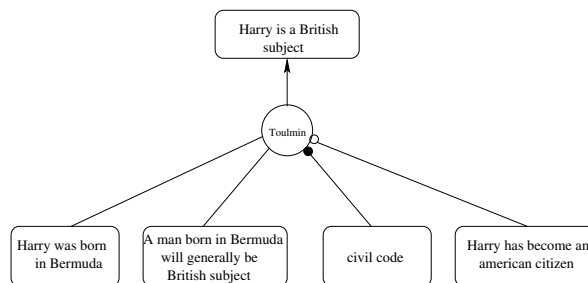 Harry is a British
subject
Toulmin
Harry was born
in Bermuda
A man born in Bermuda
will generally be
British subject
civil code
Harry has become an
american citizen